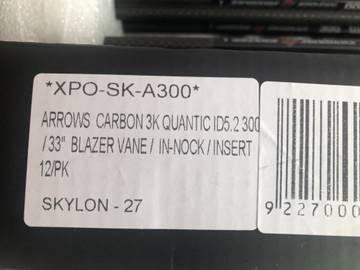 *XPO-SK-A300*
ARROWS CARBON 3K QUANTIC ID5.2 300
/ 33" BLAZER VANE / IN-NOCK / INSERT
12/PK
SKYLON - 27
9 227000